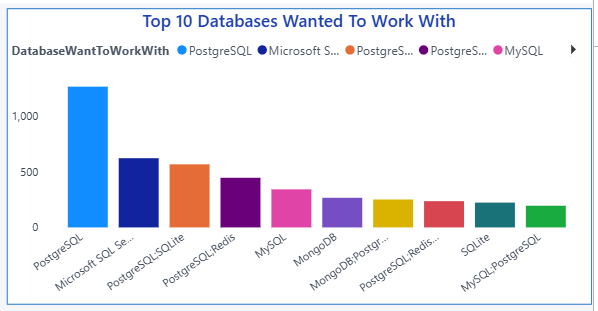 Top 10 Databases Wanted To Work With
DatabaseWantToWorkWith PostgreSQL Microsoft S... PostgreS... PostgreS... MySQL
1,000
500
0
PostgreSQL
Microsoft SQL Se...
PostgreSQL;SQLite
PostgreSQL;Redis
MySQL
MongoDB
MongoDB;Postgr...
PostgreSQL;Redis...
SQLite
MySQL;PostgreSQL